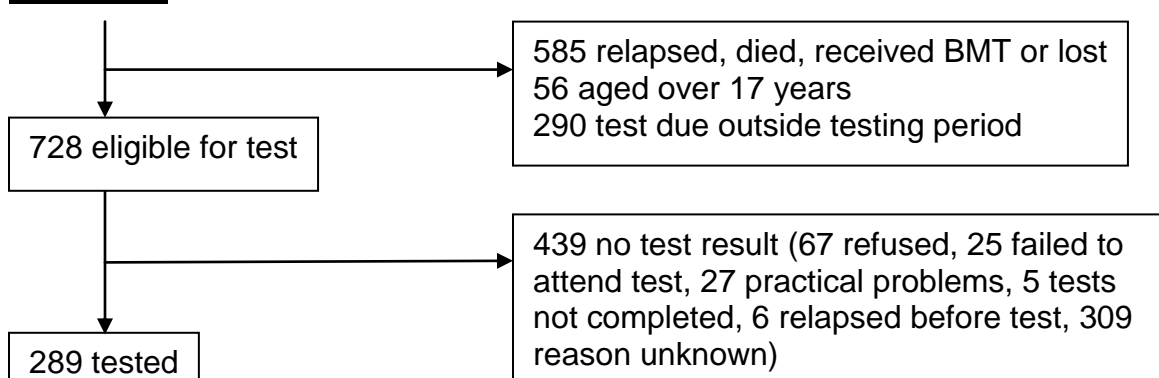 585 relapsed, died, received BMT or lost
56 aged over 17 years
290 test due outside testing period
728 eligible for test
439 no test result (67 refused, 25 failed to
attend test, 27 practical problems, 5 tests
not completed, 6 relapsed before test, 309
reason unknown)
289 tested